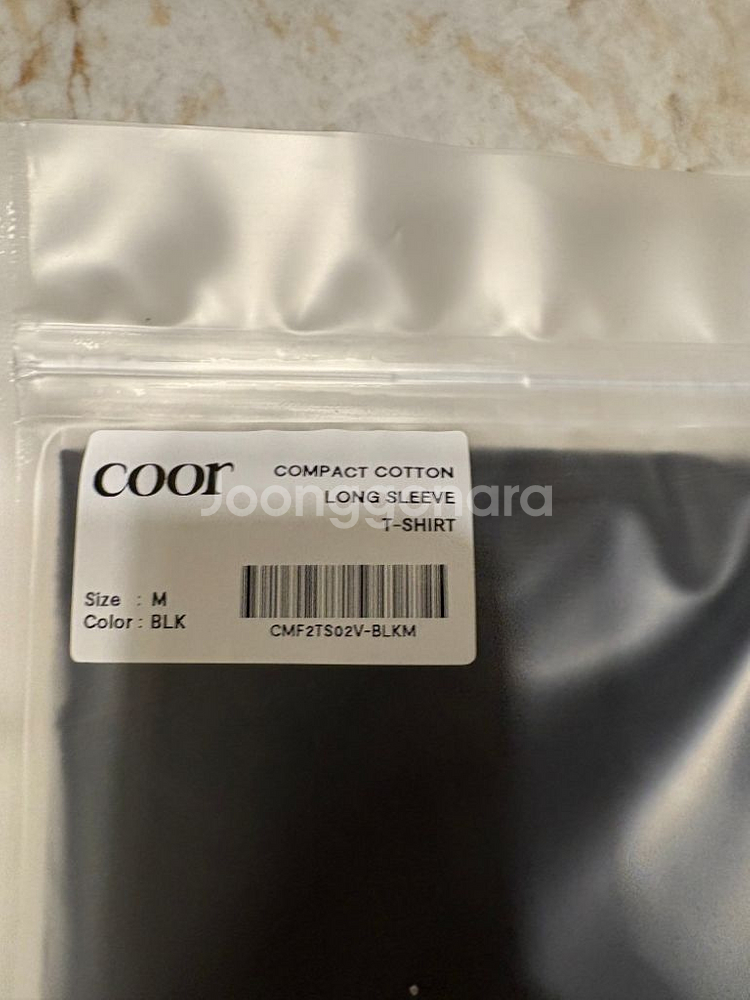 coor
COMPACT COTTON
LONG SLEEVE
T-SHIRT
Joonggonara
Size : M
Color : BLK
CMF2TS02V-BLKM